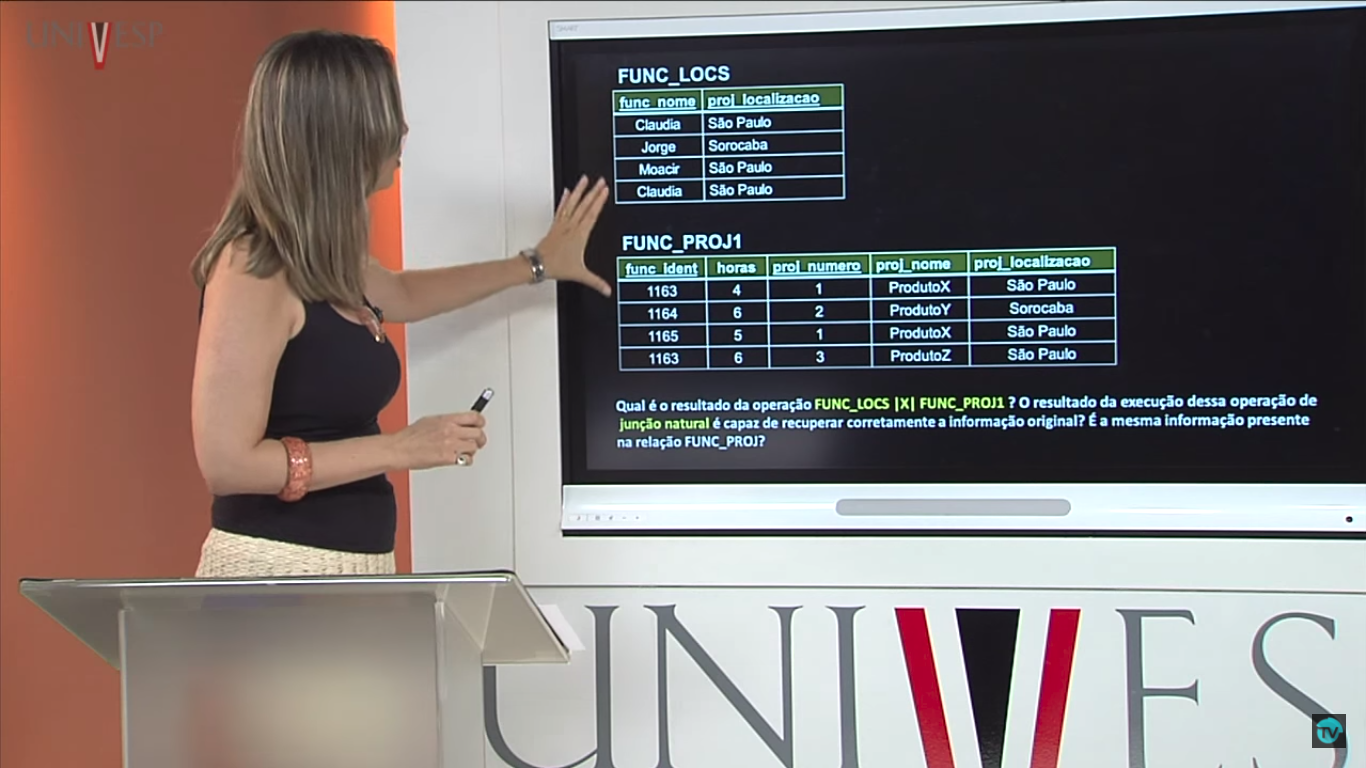 UNIVESP
SMART
FUNC_LOCS
func_nome proj_localizacao
Claudia São Paulo
Jorge Sorocaba
Moacir São Paulo
Claudia São Paulo
FUNC_PROJ1
func_ident horas proj_numero proj_nome proj_localizacao
1163 4 1 ProdutoX São Paulo
1164 6 2 ProdutoY Sorocaba
1165 5 1 ProdutoX São Paulo
1163 6 3 ProdutoZ São Paulo
Qual é o resultado da operação FUNC_LOCS |X| FUNC_PROJ1 ? O resultado da execução dessa operação de
junção natural é capaz de recuperar corretamente a informação original? É a mesma informação presente
na relação FUNC_PROJ?
UNIVES
TV